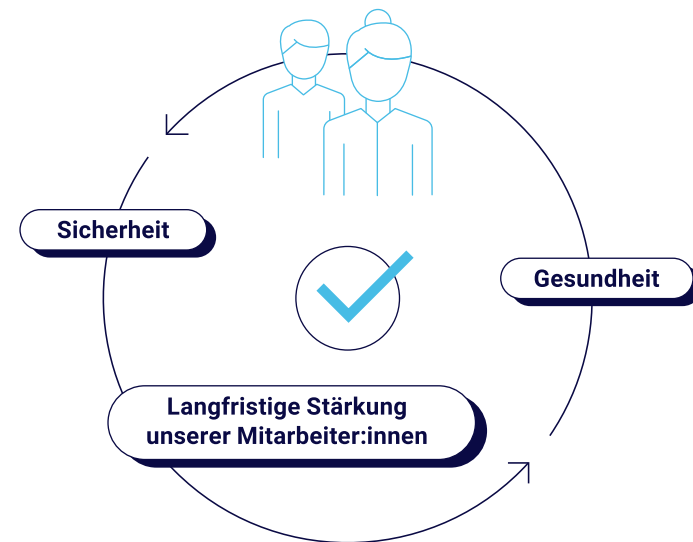 Sicherheit
Gesundheit
Langfristige Stärkung
unserer Mitarbeiter:innen